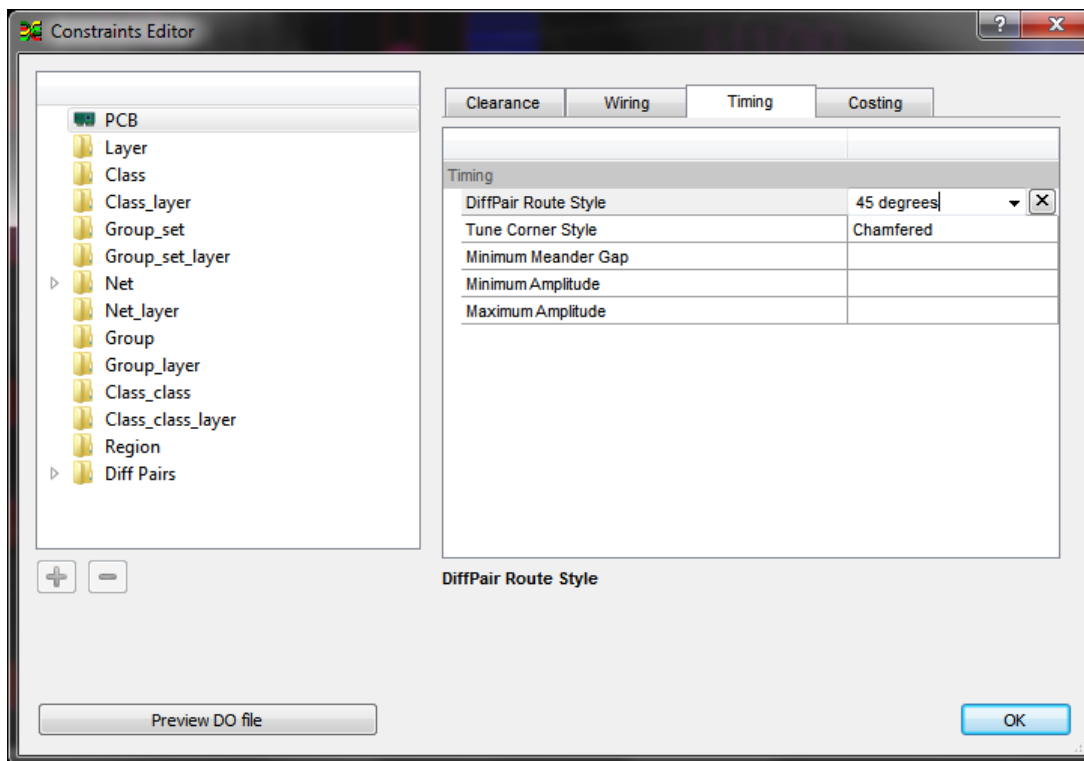 Constraints Editor
?
X
PCB
Layer
Class
Class_layer
Group_set
Group_set_layer
Net
Net_layer
Group
Group_layer
Class_class
Class_class_layer
Region
Diff Pairs
Clearance Wiring Timing Costing
Timing
DiffPair Route Style 45 degrees
Tune Corner Style Chamfered
Minimum Meander Gap
Minimum Amplitude
Maximum Amplitude
DiffPair Route Style
Preview DO file
OK